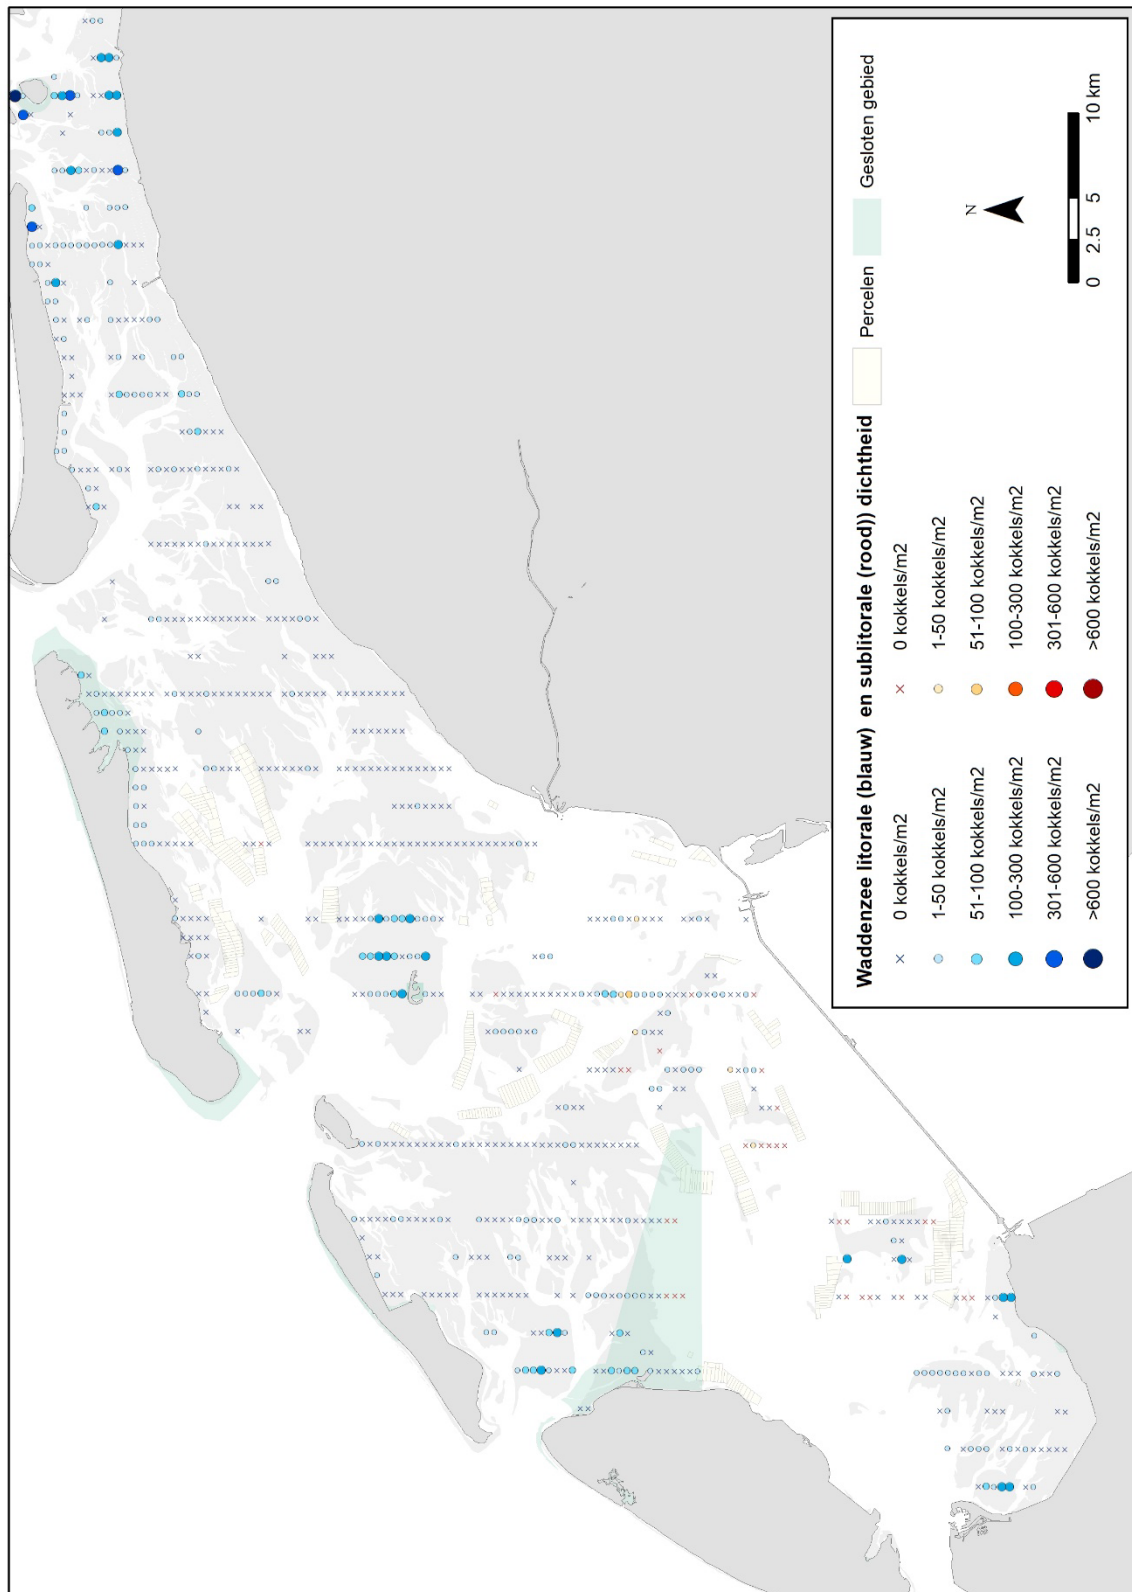 Waddenzee litorale (blauw) en sublitorale (rood)) dichtheid
0 kokkels/m2
1-50 kokkels/m2
51-100 kokkels/m2
100-300 kokkels/m2
301-600 kokkels/m2
>600 kokkels/m2
0 kokkels/m2
1-50 kokkels/m2
51-100 kokkels/m2
100-300 kokkels/m2
301-600 kokkels/m2
>600 kokkels/m2
Percelen
Gesloten gebied
N
0 2.5 5 10 km